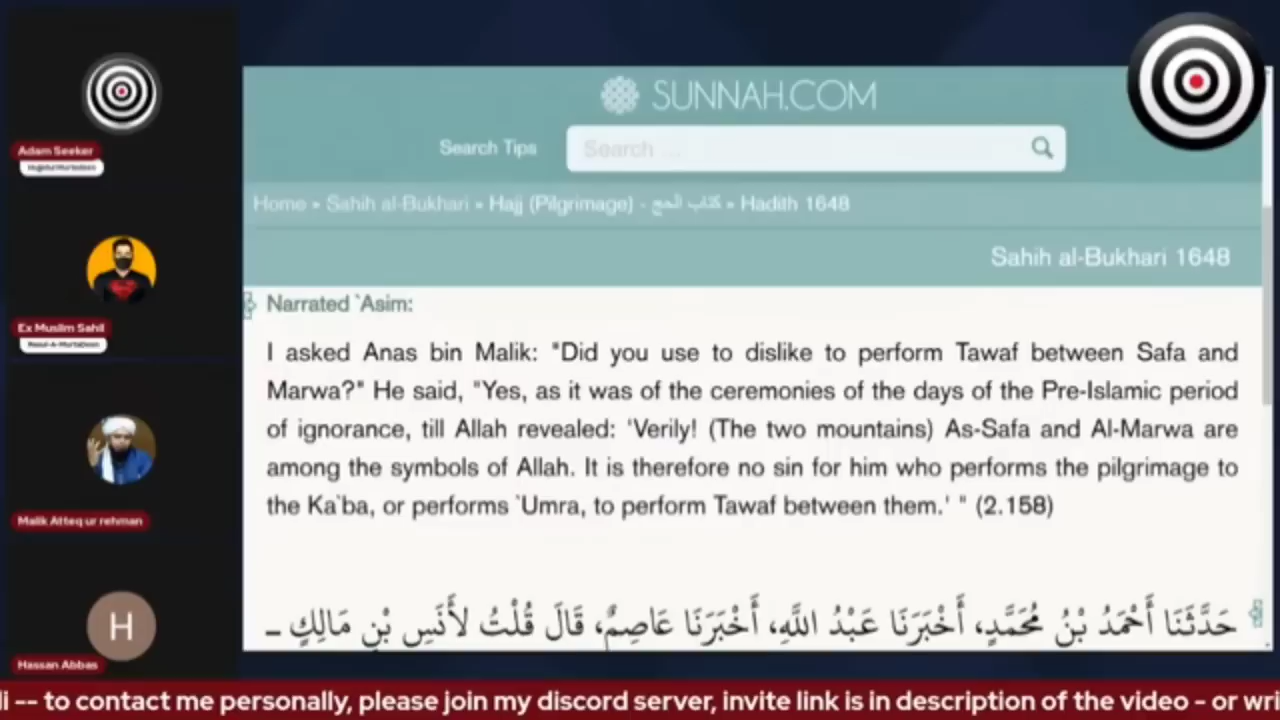 Adam Seeker
Ex Muslim Sahil
Malik Atteq ur rehman
H
Hassan Abbas
SUNNAH.COM
Search Tips
Search ...
Home » Sahih al-Bukhari » Hajj (Pilgrimage) - كتاب الحج » Hadith 1648
Sahih al-Bukhari 1648
Narrated `Asim:
I asked Anas bin Malik: "Did you use to dislike to perform Tawaf between Safa and
Marwa?" He said, "Yes, as it was of the ceremonies of the days of the Pre-Islamic period
of ignorance, till Allah revealed: 'Verily! (The two mountains) As-Safa and Al-Marwa are
among the symbols of Allah. It is therefore no sin for him who performs the pilgrimage to
the Ka`ba, or performs `Umra, to perform Tawaf between them.' " (2.158)
حَدَّثَنَا أَحْمَدُ بْنُ مُحَمَّدٍ، أَخْبَرَنَا عَبْدُ اللَّهِ، أَخْبَرَنَا عَاصِمٌ، قَالَ قُلْتُ لأَنَسِ بْنِ مَالِكٍ ـ
li -- to contact me personally, please join my discord server, invite link is in description of the video - or wri